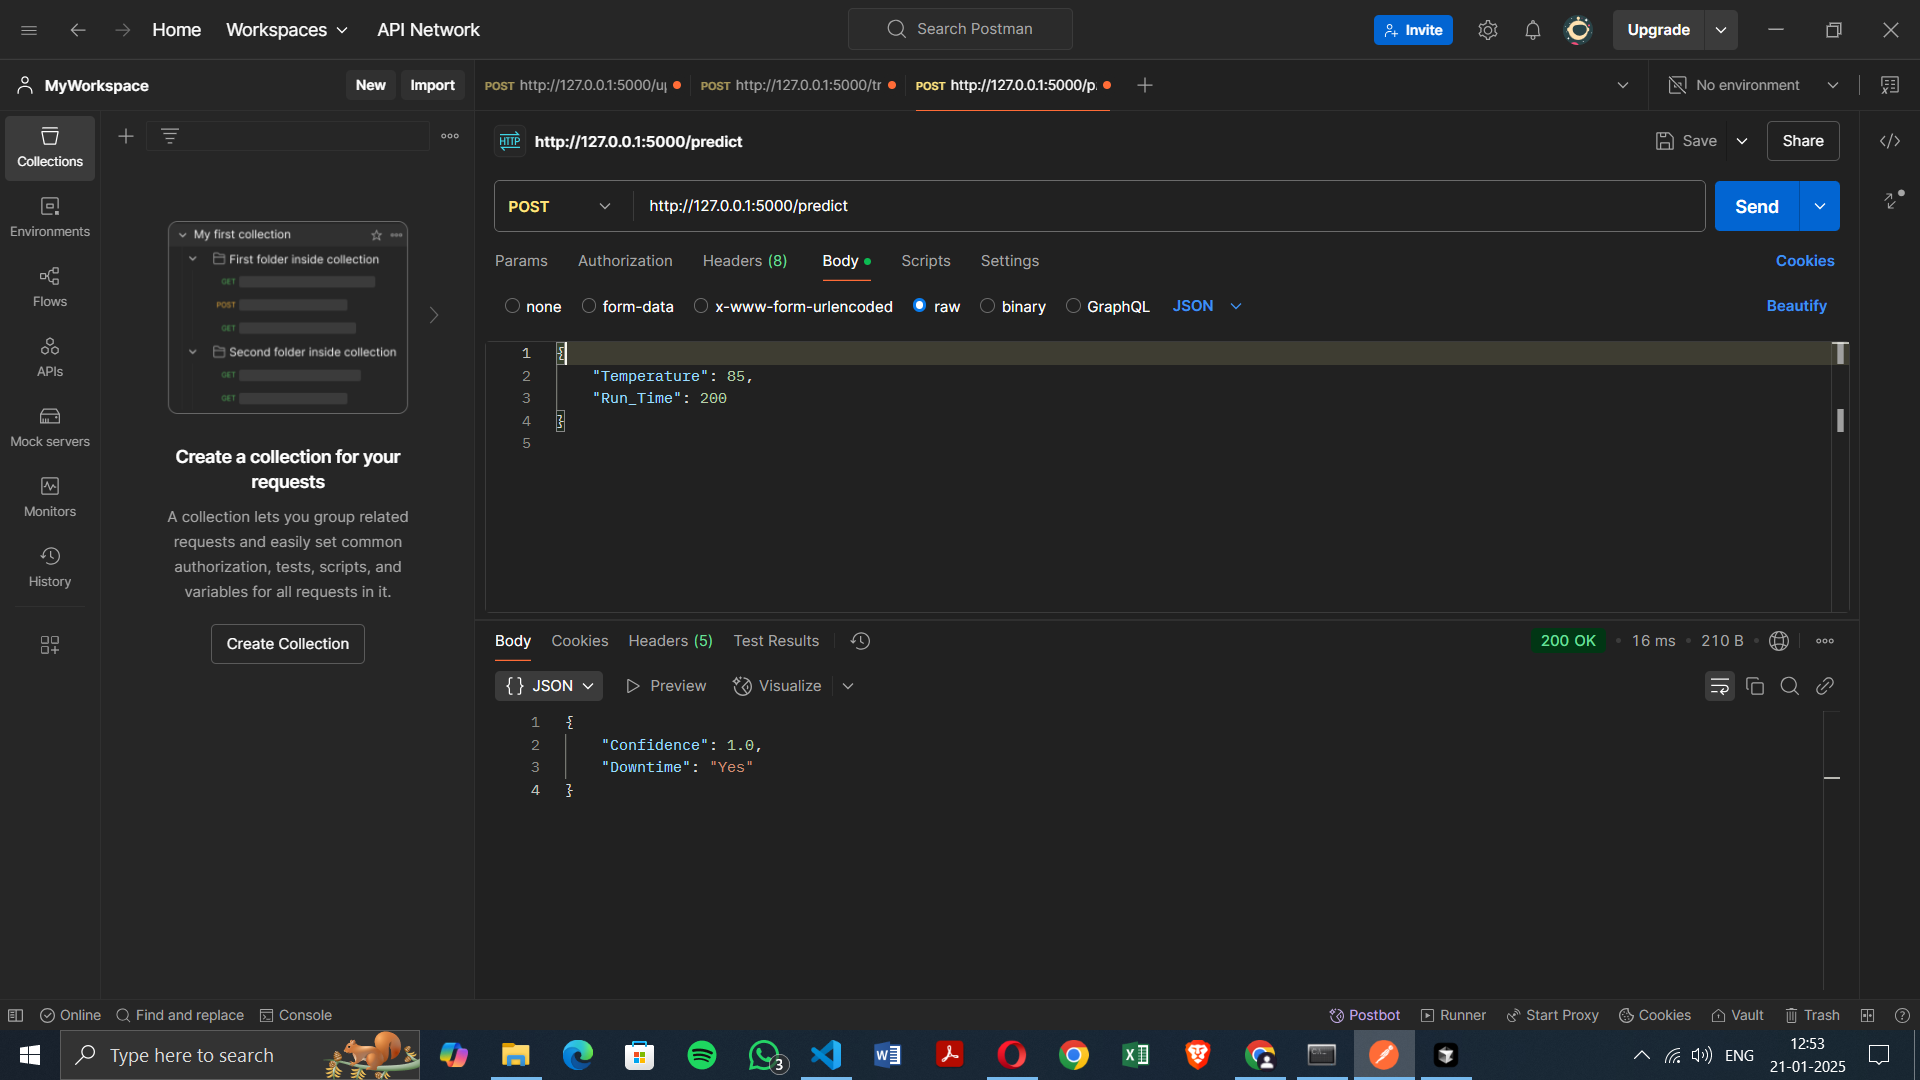 Home Workspaces API Network Search Postman Invite Upgrade
MyWorkspace New Import
POST http://127.0.0.1:5000/u POST http://127.0.0.1:5000/tr POST http://127.0.0.1:5000/p. No environment
Collections
Environments
Flows
APIs
Mock servers
Monitors
History
My first collection
First folder inside collection
GET
POST
GET
Second folder inside collection
GET
GET
Create a collection for your
requests
A collection lets you group related
requests and easily set common
authorization, tests, scripts, and
variables for all requests in it.
Create Collection
HTTP http://127.0.0.1:5000/predict Save Share
POST http://127.0.0.1:5000/predict Send
Params Authorization Headers (8) Body Scripts Settings Cookies
none form-data x-www-form-urlencoded raw binary GraphQL JSON Beautify
1 {
2 "Temperature": 85,
3 "Run_Time": 200
4 }
5
Body Cookies Headers (5) Test Results 200 OK 16 ms 210 B
{} JSON Preview Visualize
1 {
2 "Confidence": 1.0,
3 "Downtime": "Yes"
4 }
Online Find and replace Console Postbot Runner Start Proxy Cookies Vault Trash
Type here to search 3 ENG 12:53
21-01-2025